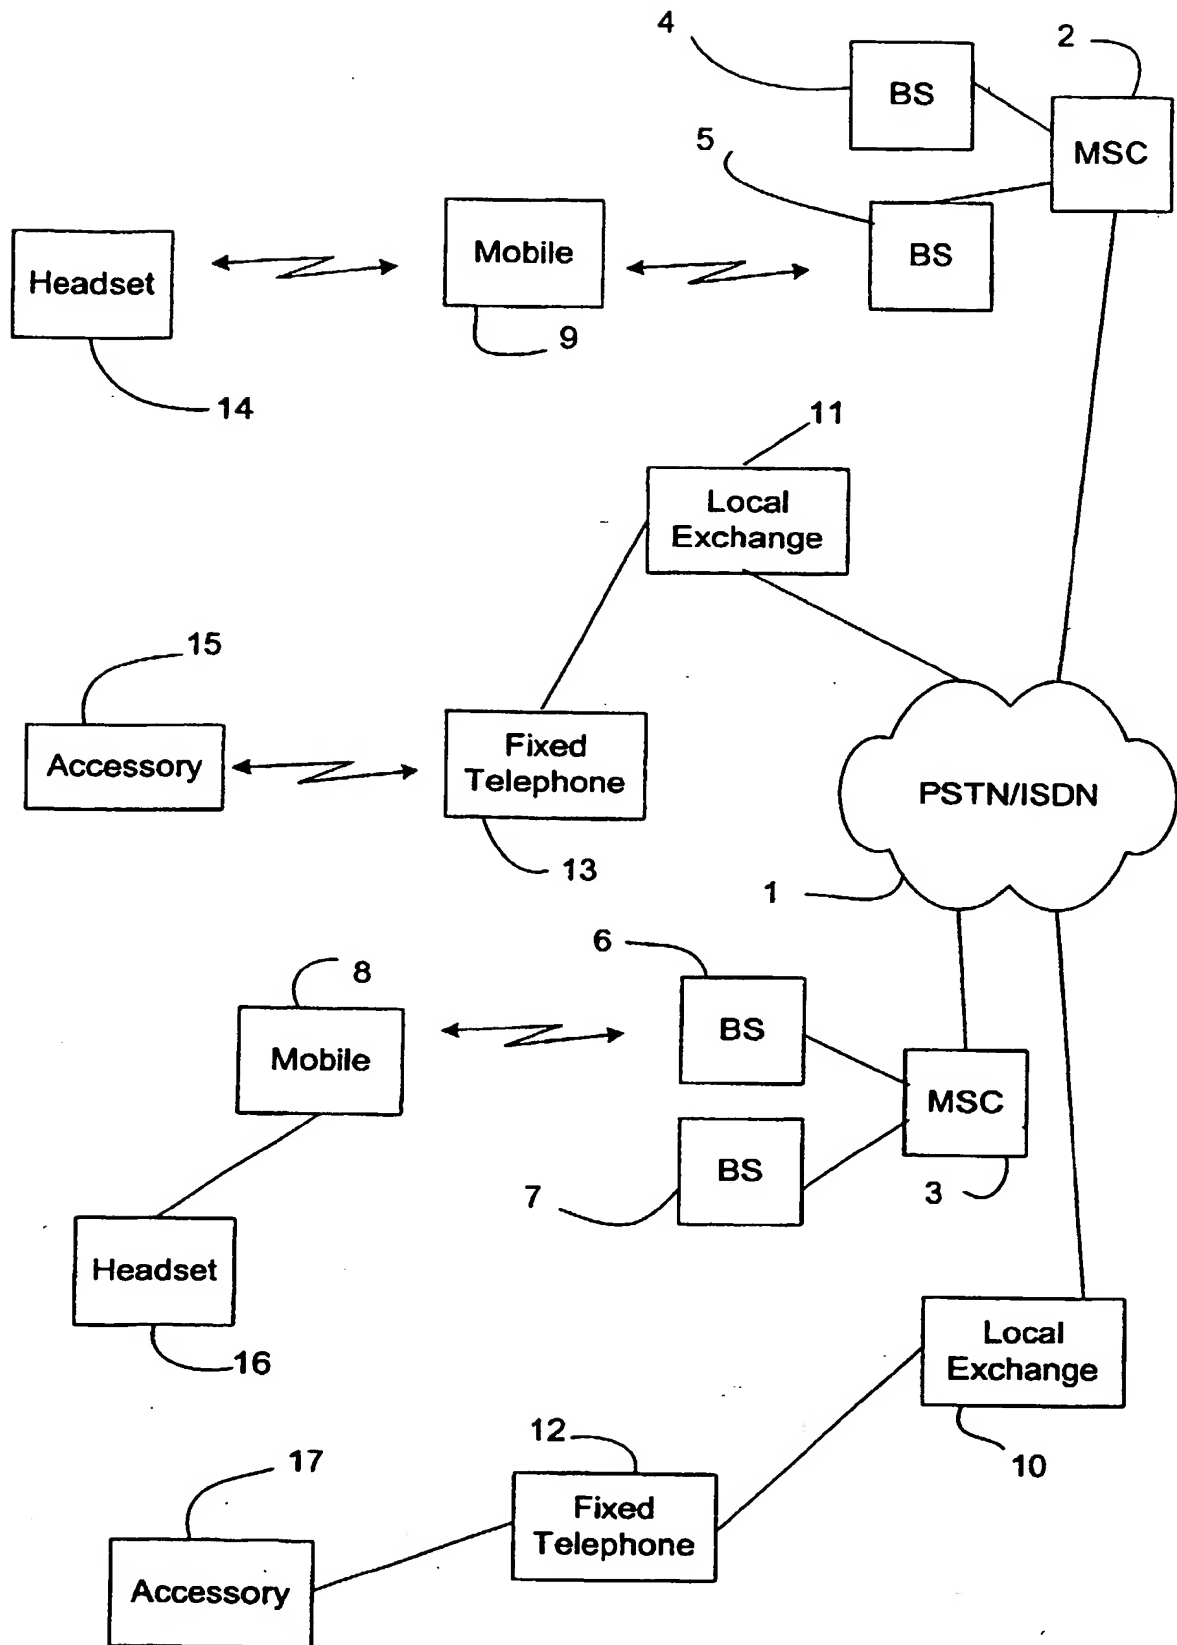 4
2
BS
MSC
5
BS
Mobile
Headset
9
14
11
Local
Exchange
15
Fixed
Telephone
Accessory
PSTN/ISDN
13
1
6
8
BS
Mobile
MSC
BS
7
3
Headset
16
Local
Exchange
10
12
17
Fixed
Telephone
Accessory